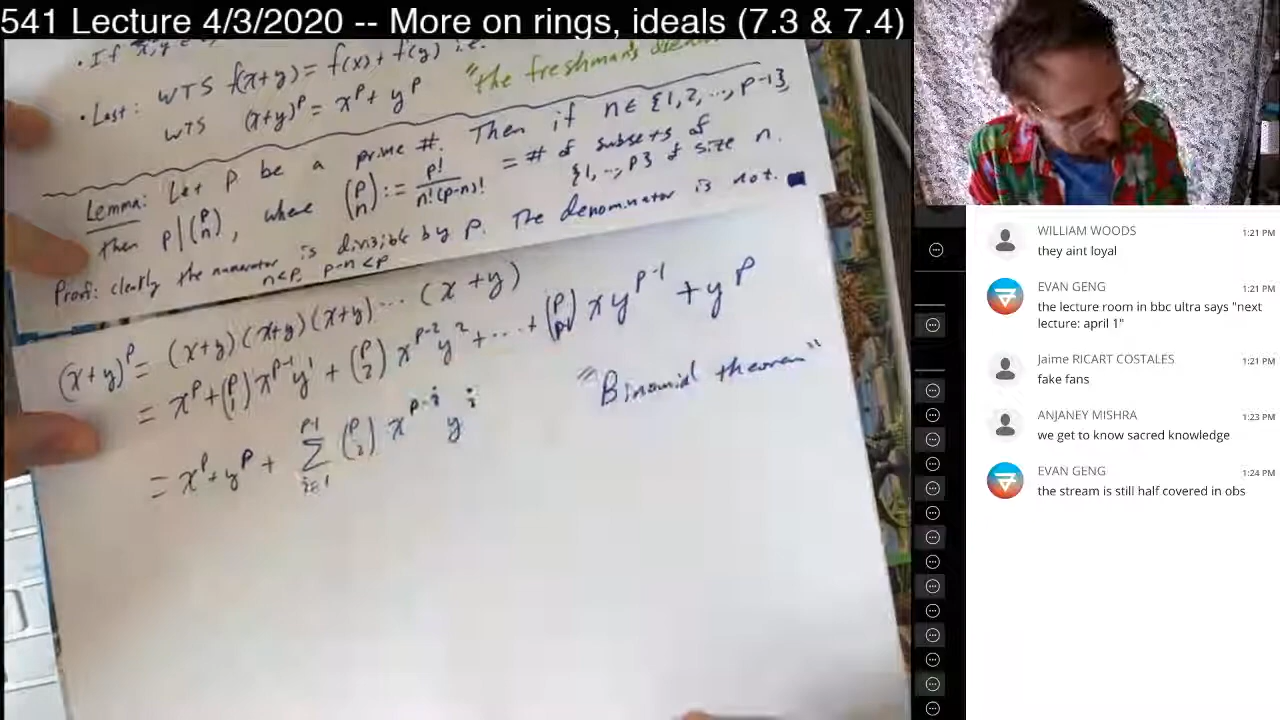 541 Lecture 4/3/2020 -- More on rings, ideals (7.3 & 7.4)
• If x,y ∈
• Last: WTS f(x+y) = f(x) + f(y) i.e.
WTS (x+y)^p = x^p + y^p "the freshman's dream
Lemma: Let p be a prime #. Then if n ∈ {1, 2, ..., p-1},
then p | (p n), where (p n) := p! / n!(p-n)! = # of subsets of {1, .., p} of size n.
Proof: clearly the numerator is divisible by p. The denominator is not.
n<p, p-n<p
(x+y)^p = (x+y)(x+y)(x+y) ... (x+y)
= x^p + (p 1) x^{p-1} y^1 + (p 2) x^{p-2} y^2 + ... + (p p-1) x y^{p-1} + y^p
"Binomial theorem"
= x^p + y^p + Σ_{i=1}^{p-1} (p i) x^{p-i} y^i
WILLIAM WOODS 1:21 PM
they aint loyal
EVAN GENG 1:21 PM
the lecture room in bbc ultra says "next
lecture: april 1"
Jaime RICART COSTALES 1:21 PM
fake fans
ANJANEY MISHRA 1:23 PM
we get to know sacred knowledge
EVAN GENG 1:24 PM
the stream is still half covered in obs